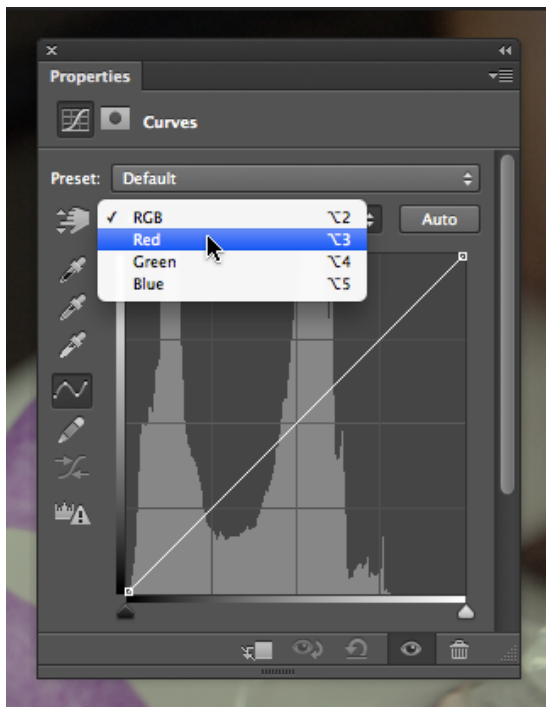 Properties
Curves
Preset: Default
✓ RGB ⌥2
Red ⌥3
Green ⌥4
Blue ⌥5
Auto